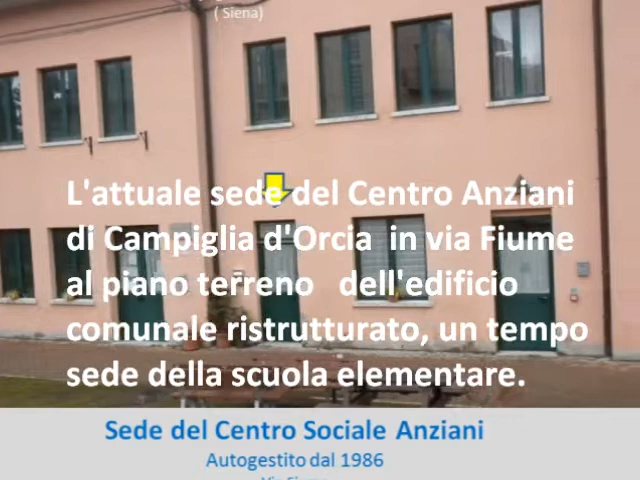 ( Siena)
L'attuale sede del Centro Anziani
di Campiglia d'Orcia in via Fiume
al piano terreno dell'edificio
comunale ristrutturato, un tempo
sede della scuola elementare.
Sede del Centro Sociale Anziani
Autogestito dal 1986